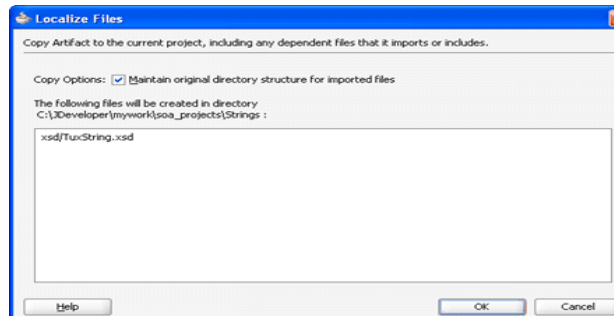 Localize Files
Copy Artifact to the current project, including any dependent files that it imports or includes.
Copy Options: Maintain original directory structure for imported files
The following files will be created in directory
C:\JDeveloper\mywork\soa_projects\Strings :
xsd/TuxString.xsd
Help OK Cancel